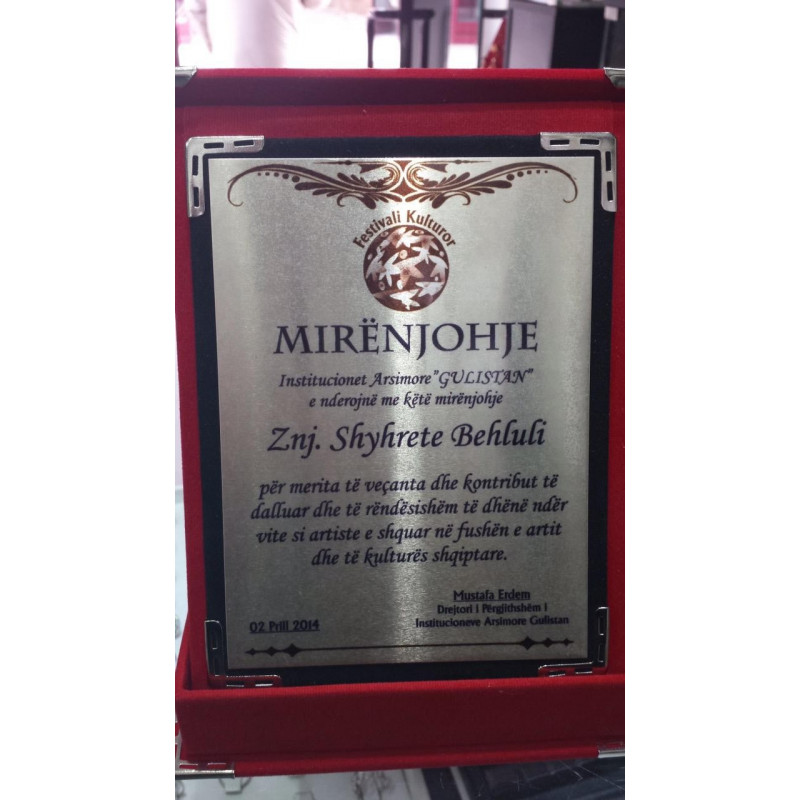 Festivali Kulturor
MIRËNJOHJE
Institucionet Arsimore"GULISTAN"
e nderojnë me këtë mirënjohje
Znj. Shyhrete Behluli
për merita të veçanta dhe kontribut të
dalluar dhe të rëndësishëm të dhënë ndër
vite si artiste e shquar në fushën e artit
dhe të kulturës shqiptare.
Mustafa Erdem
Drejtori i Përgjithshëm i
Institucioneve Arsimore Gulistan
02 Prill 2014